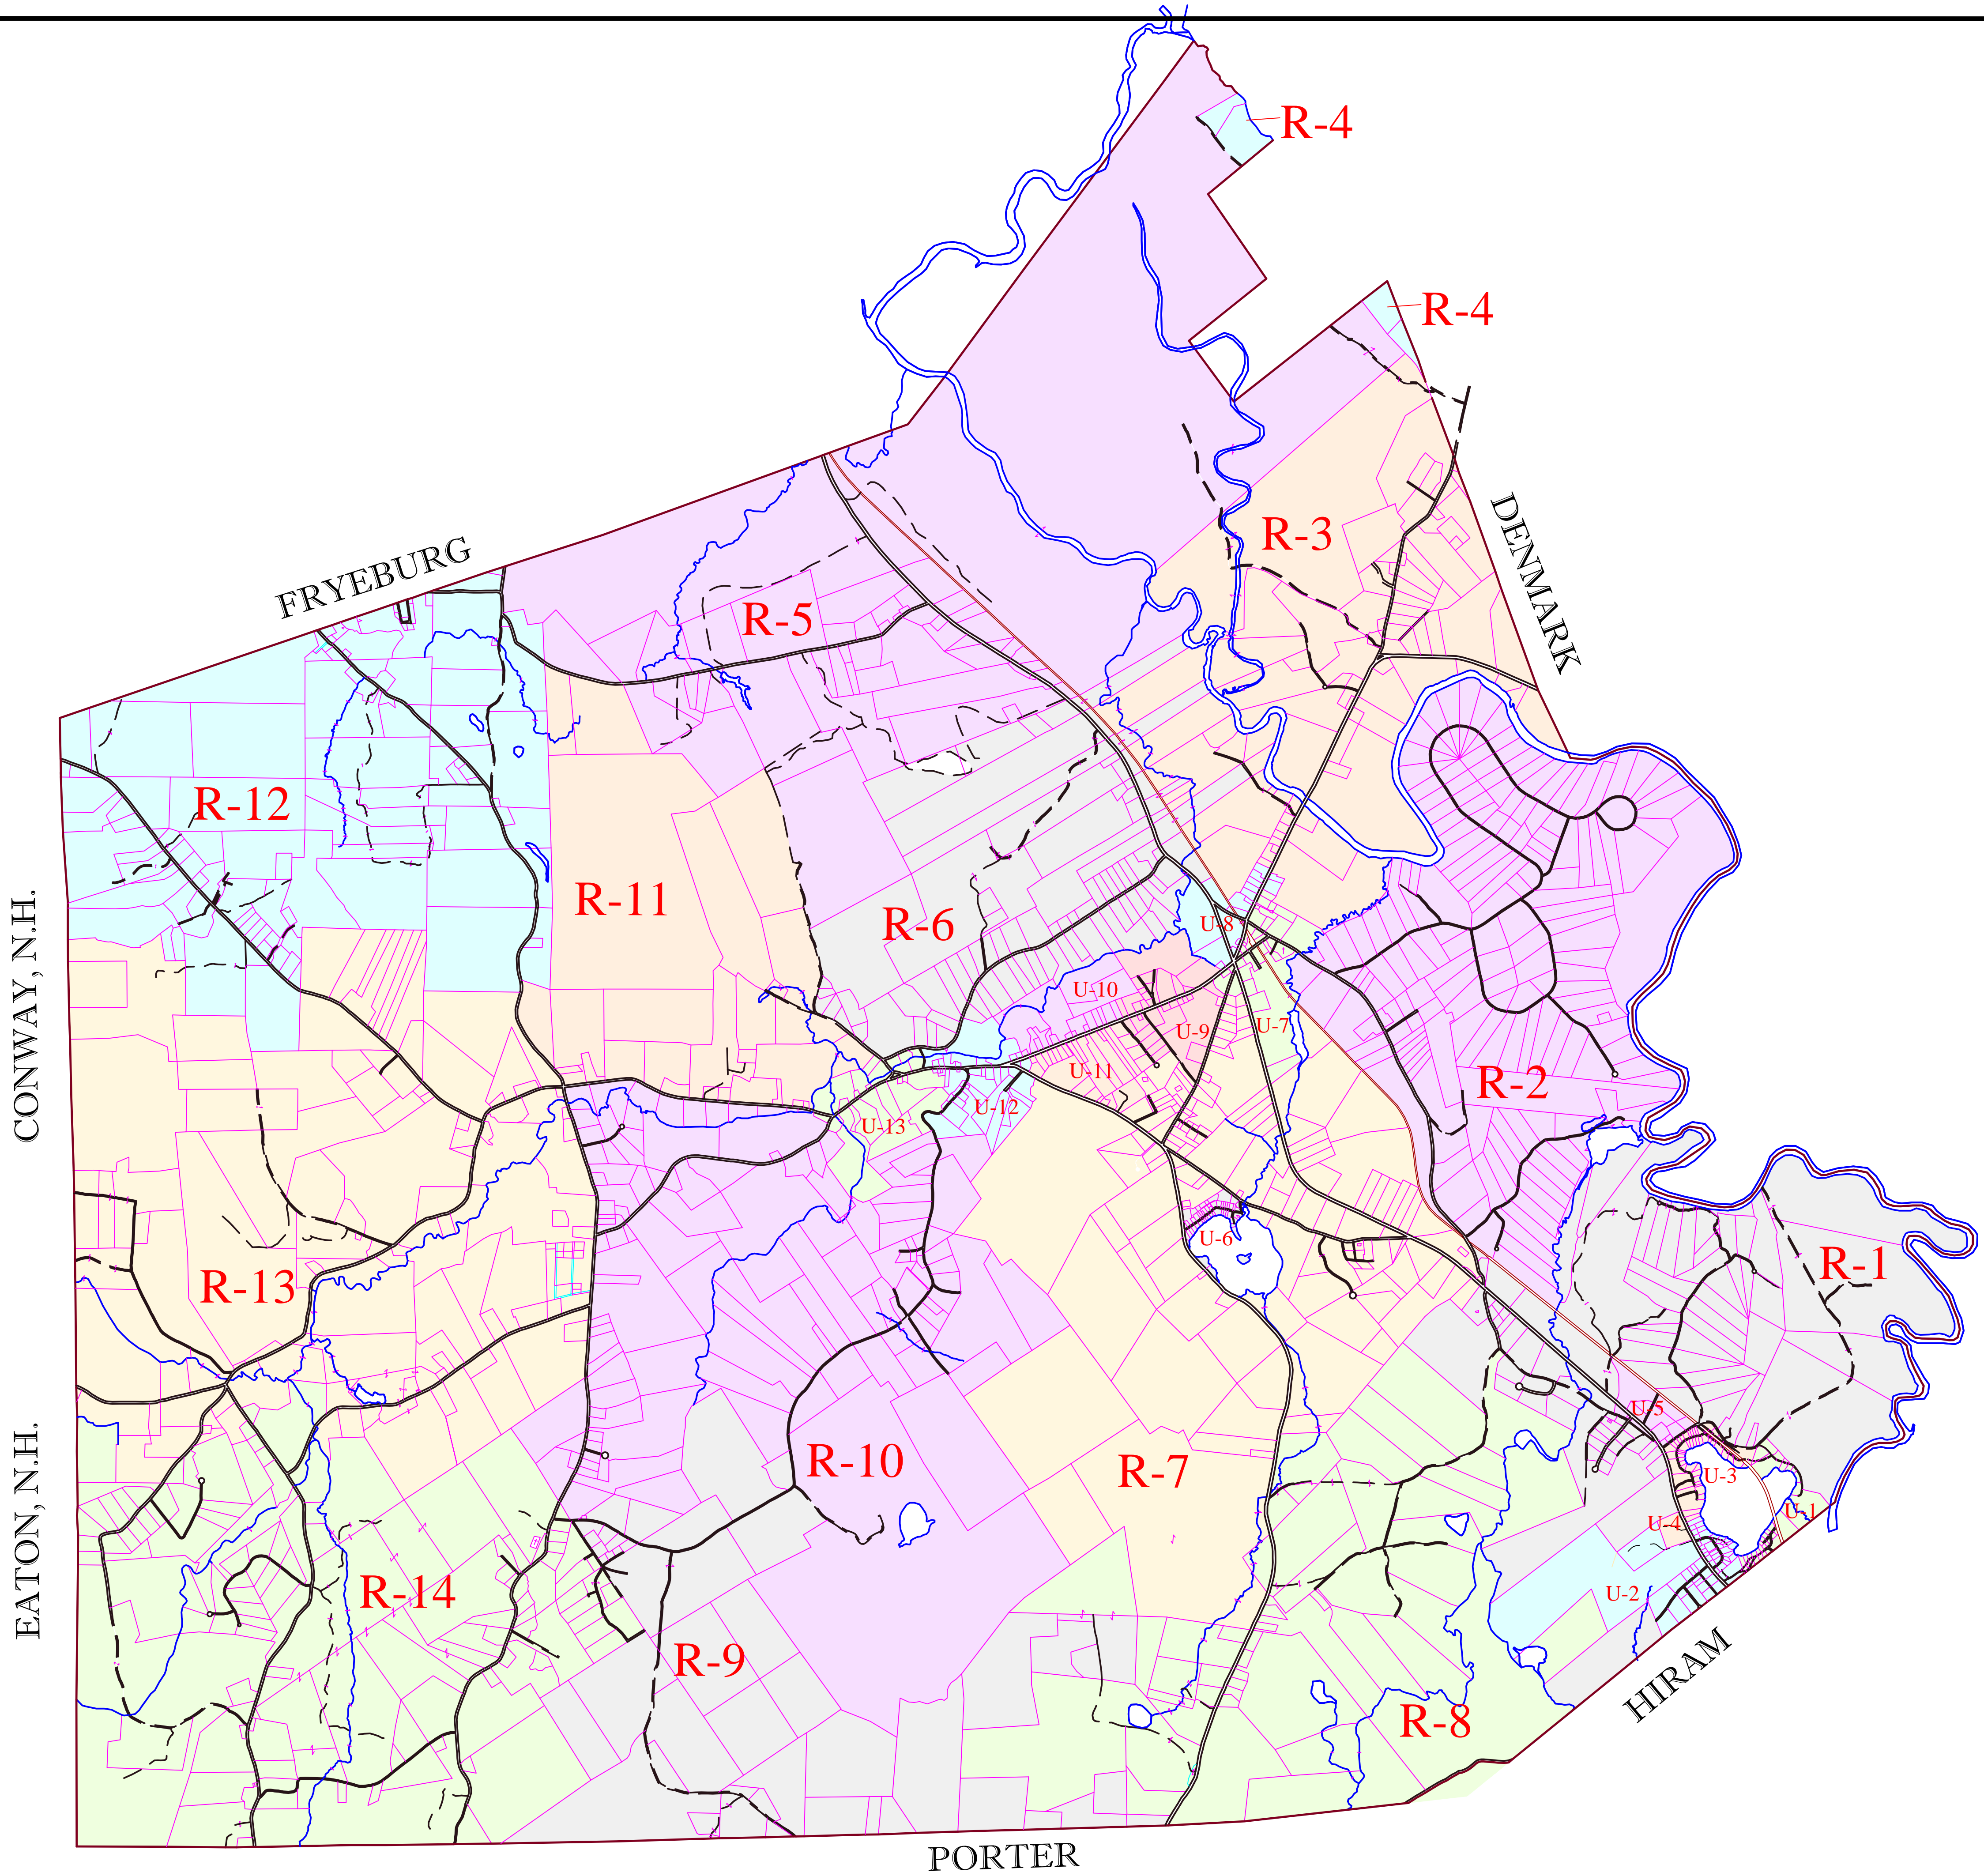 R-4
R-4
R-3
DENMARK
FRYEBURG
R-5
R-12
R-11
R-6
U-8
CONWAY, N.H.
U-10
U-9
U-7
U-11
R-2
U-12
U-13
U-6
R-1
R-13
U-5
R-10
R-7
U-3
EATON, N.H.
U-1
U-4
R-14
U-2
R-9
HIRAM
R-8
PORTER